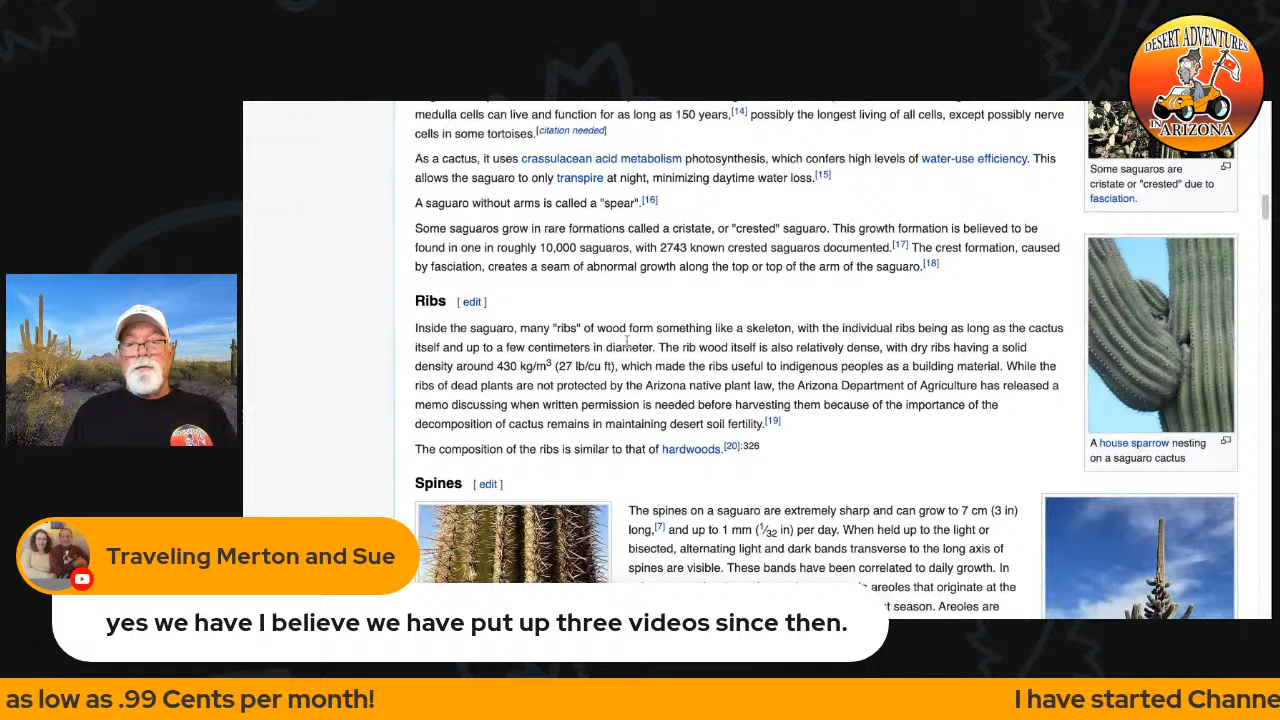 DESERT ADVENTURES
IN ARIZONA
medulla cells can live and function for as long as 150 years,[14] possibly the longest living of all cells, except possibly nerve
cells in some tortoises.[citation needed]
As a cactus, it uses crassulacean acid metabolism photosynthesis, which confers high levels of water-use efficiency. This
allows the saguaro to only transpire at night, minimizing daytime water loss.[15]
A saguaro without arms is called a "spear".[16]
Some saguaros grow in rare formations called a cristate, or "crested" saguaro. This growth formation is believed to be
found in one in roughly 10,000 saguaros, with 2743 known crested saguaros documented.[17] The crest formation, caused
by fasciation, creates a seam of abnormal growth along the top or top of the arm of the saguaro.[18]
Some saguaros are
cristate or "crested" due to
fasciation.
Ribs [ edit ]
Inside the saguaro, many "ribs" of wood form something like a skeleton, with the individual ribs being as long as the cactus
itself and up to a few centimeters in diameter. The rib wood itself is also relatively dense, with dry ribs having a solid
density around 430 kg/m³ (27 lb/cu ft), which made the ribs useful to indigenous peoples as a building material. While the
ribs of dead plants are not protected by the Arizona native plant law, the Arizona Department of Agriculture has released a
memo discussing when written permission is needed before harvesting them because of the importance of the
decomposition of cactus remains in maintaining desert soil fertility.[19]
The composition of the ribs is similar to that of hardwoods.[20]:326
A house sparrow nesting
on a saguaro cactus
Spines [ edit ]
The spines on a saguaro are extremely sharp and can grow to 7 cm (3 in)
long,[7] and up to 1 mm (1⁄32 in) per day. When held up to the light or
bisected, alternating light and dark bands transverse to the long axis of
spines are visible. These bands have been correlated to daily growth. In
areoles that originate at the
st season. Areoles are
Traveling Merton and Sue
yes we have I believe we have put up three videos since then.
as low as .99 Cents per month!
I have started Channe